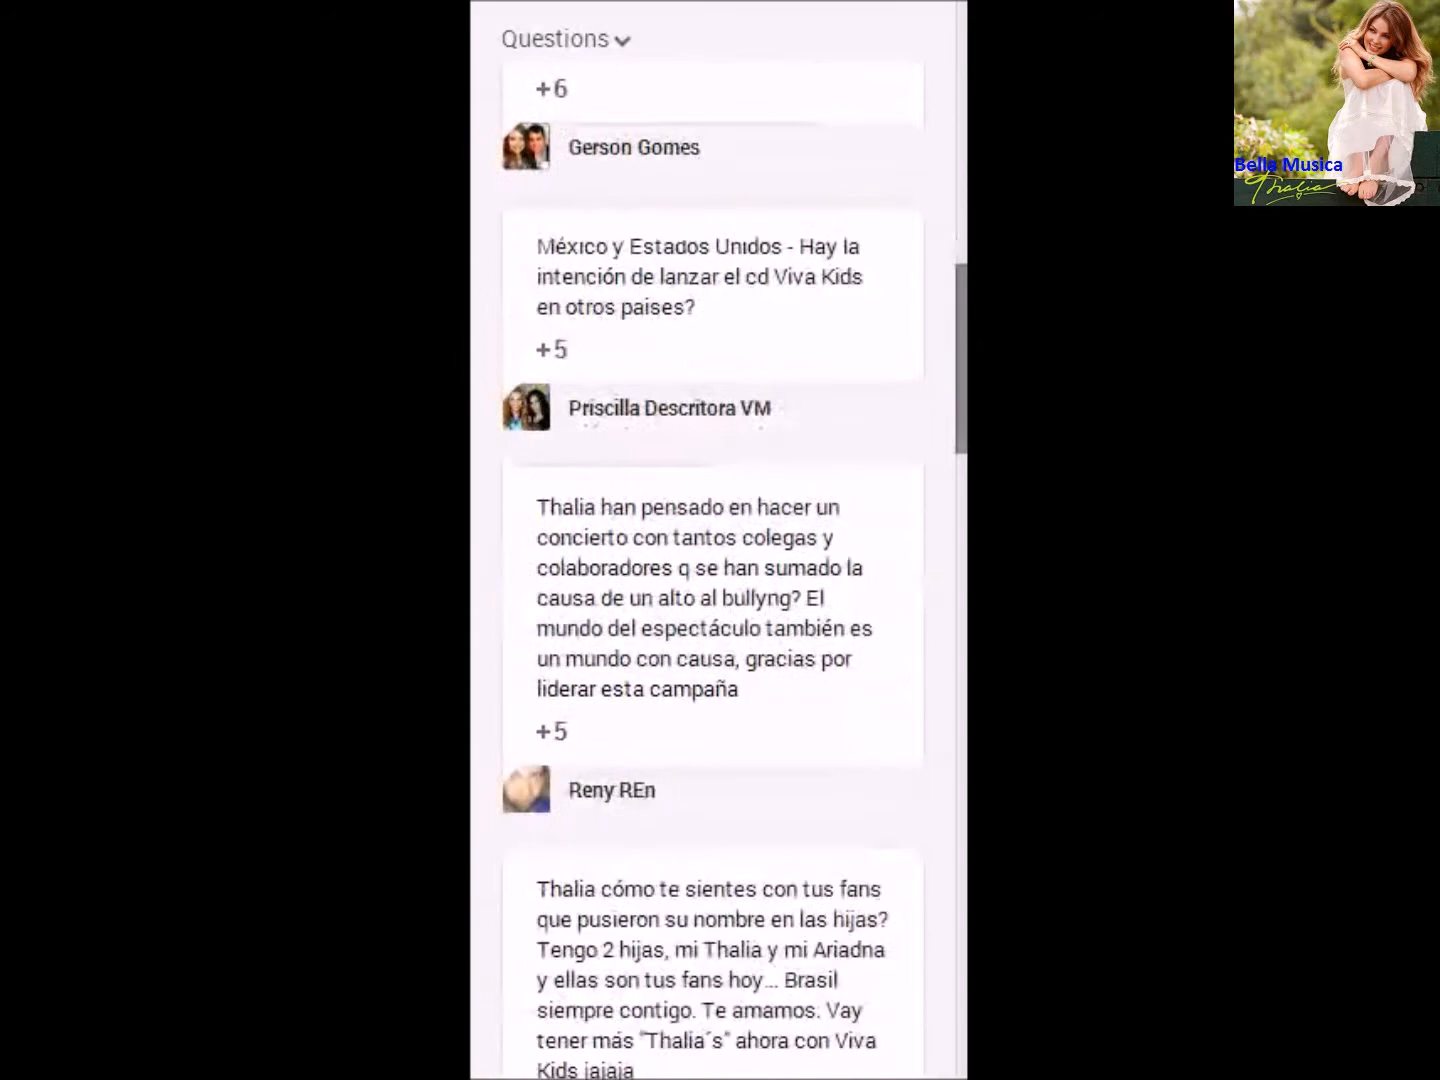 Questions
+6
Gerson Gomes
México y Estados Unidos - Hay la
intención de lanzar el cd Viva Kids
en otros paises?
+5
Priscilla Descritora VM
Thalia han pensado en hacer un
concierto con tantos colegas y
colaboradores q se han sumado la
causa de un alto al bullyng? El
mundo del espectáculo también es
un mundo con causa, gracias por
liderar esta campaña
+5
Reny REn
Thalia cómo te sientes con tus fans
que pusieron su nombre en las hijas?
Tengo 2 hijas, mi Thalia y mi Ariadna
y ellas son tus fans hoy... Brasil
siempre contigo. Te amamos. Vay
tener más "Thalia´s" ahora con Viva
Kids jajaja
Bella Musica
Thalia